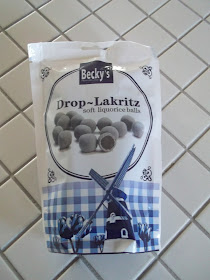 Becky's
Drop~Lakritz
soft liquorice balls